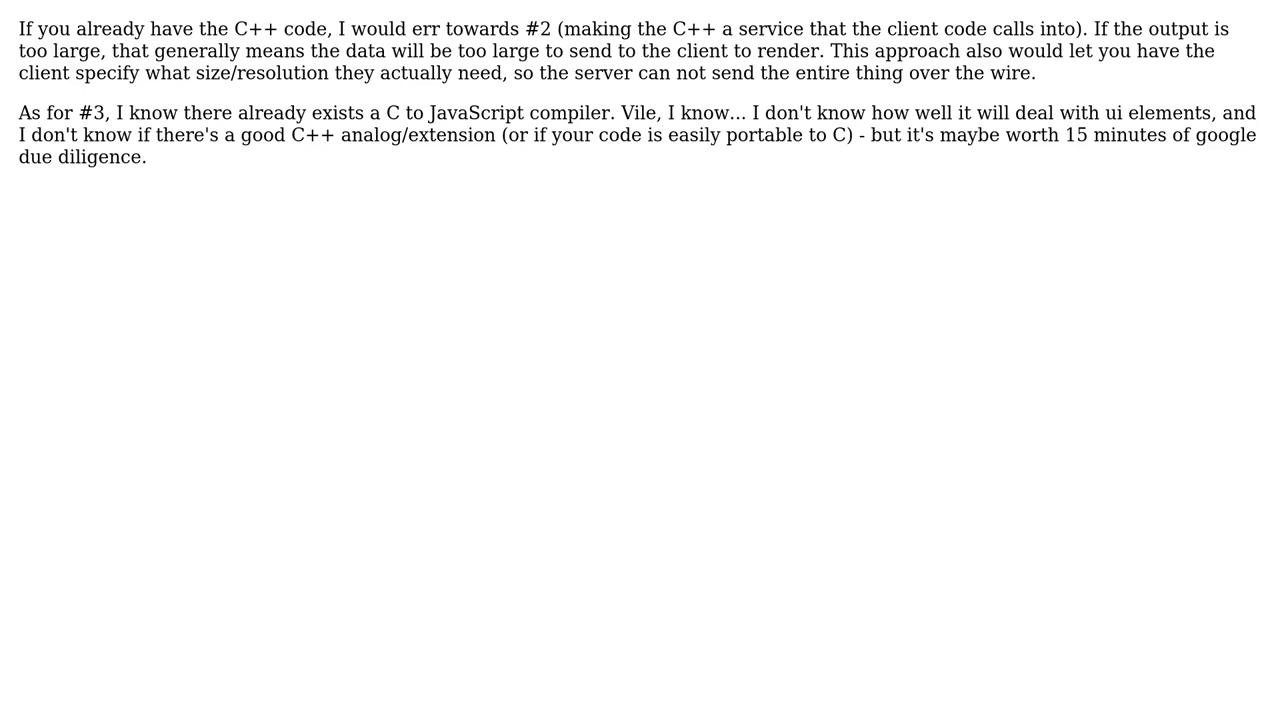 If you already have the C++ code, I would err towards #2 (making the C++ a service that the client code calls into). If the output is
too large, that generally means the data will be too large to send to the client to render. This approach also would let you have the
client specify what size/resolution they actually need, so the server can not send the entire thing over the wire.
As for #3, I know there already exists a C to JavaScript compiler. Vile, I know... I don't know how well it will deal with ui elements, and
I don't know if there's a good C++ analog/extension (or if your code is easily portable to C) - but it's maybe worth 15 minutes of google
due diligence.